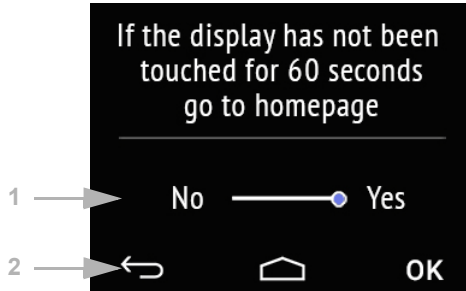 If the display has not been
touched for 60 seconds
go to homepage
1 No Yes
2 OK